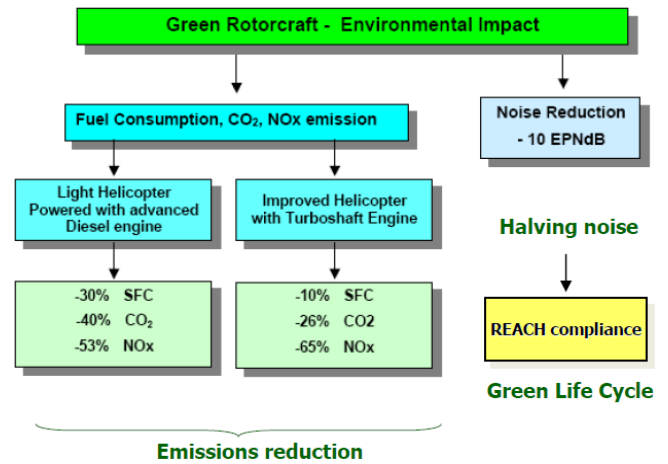 Green Rotorcraft - Environmental Impact
Fuel Consumption, CO₂, NOx emission
Noise Reduction
- 10 EPNdB
Light Helicopter
Powered with advanced
Diesel engine
Improved Helicopter
with Turboshaft Engine
Halving noise
-30% SFC
-40% CO₂
-53% NOx
-10% SFC
-26% CO2
-65% NOx
REACH compliance
Green Life Cycle
Emissions reduction